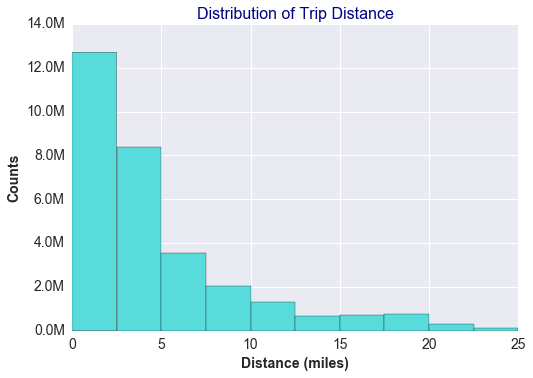 Distribution of Trip Distance
14.0M
12.0M
10.0M
8.0M
6.0M
4.0M
2.0M
0.0M
Counts
0 5 10 15 20 25
Distance (miles)